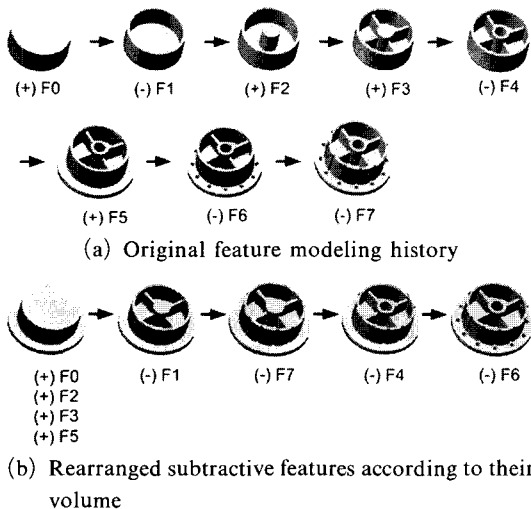 (+) F0 (-) F1 (+) F2 (+) F3 (-) F4
(+) F5 (-) F6 (-) F7
(a) Original feature modeling history
(+) F0 (-) F1 (-) F7 (-) F4 (-) F6
(+) F2
(+) F3
(+) F5
(b) Rearranged subtractive features according to their
volume